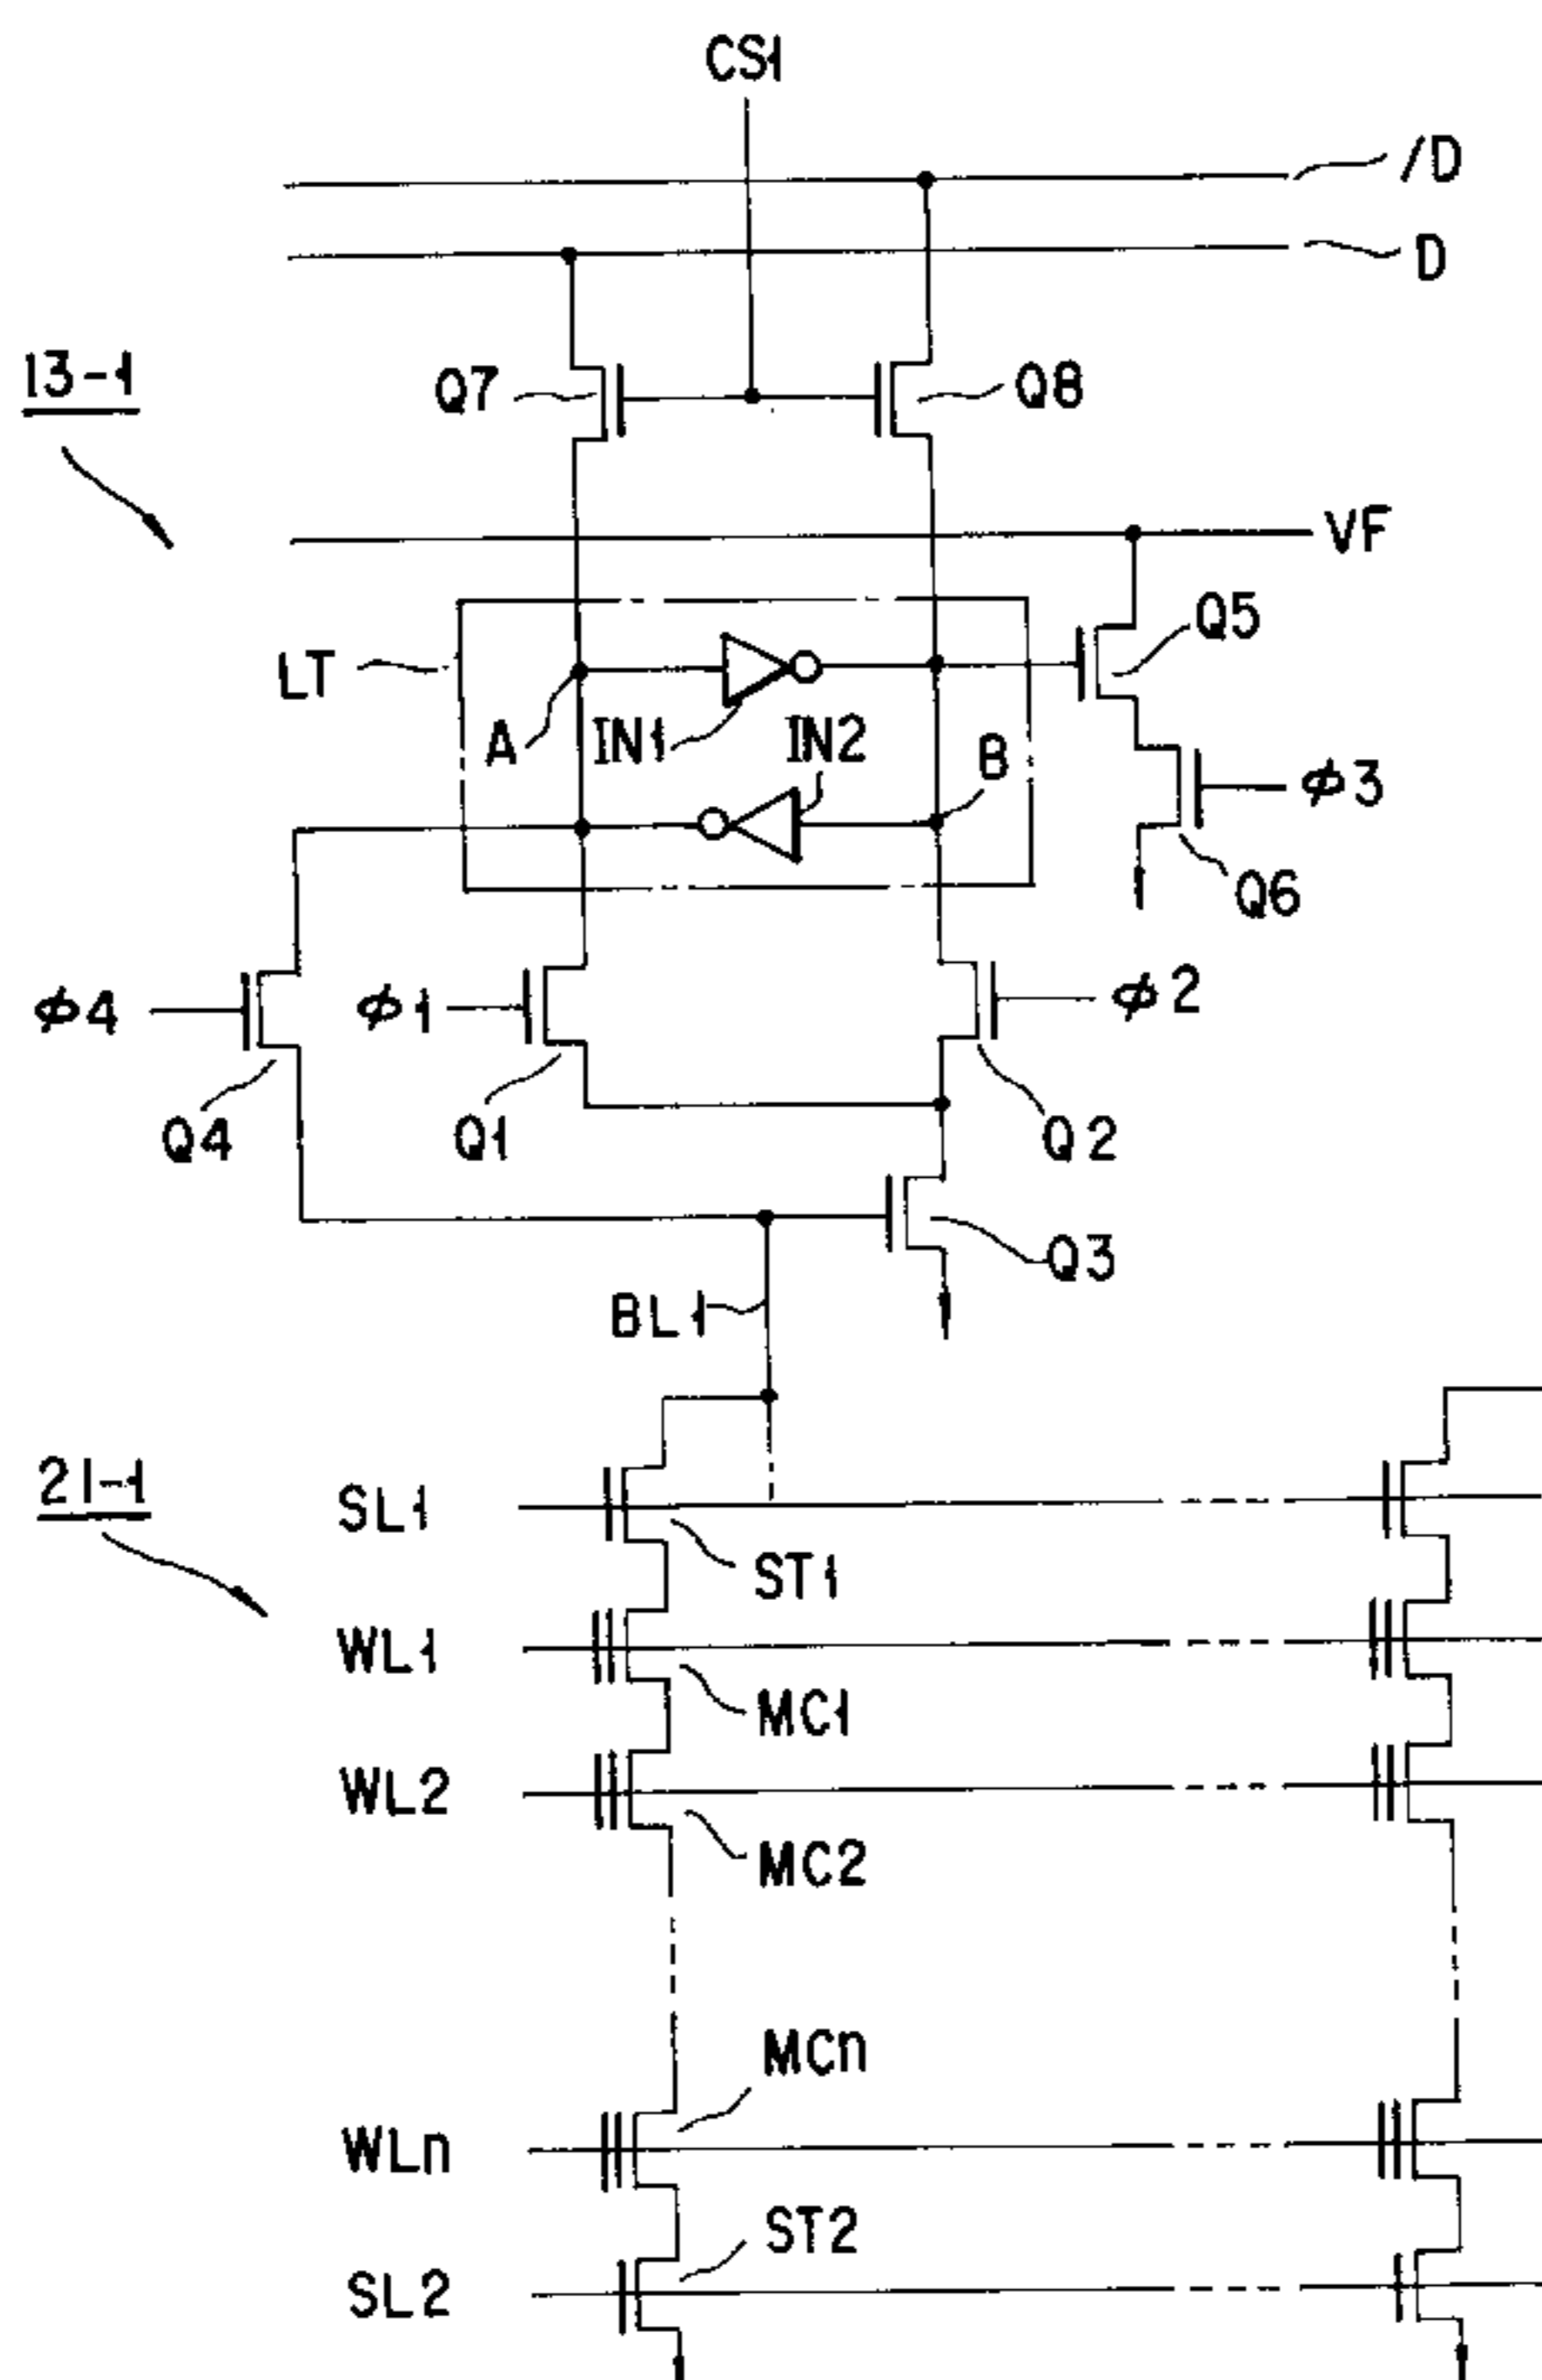 CS1
/D
D
13-1
Q7
Q8
VF
Q5
LT
A
IN1
IN2
B
φ3
Q6
φ4
φ1
φ2
Q4
Q1
Q2
Q3
BL1
21-1
SL1
ST1
WL1
MC1
WL2
MC2
MCn
WLn
ST2
SL2